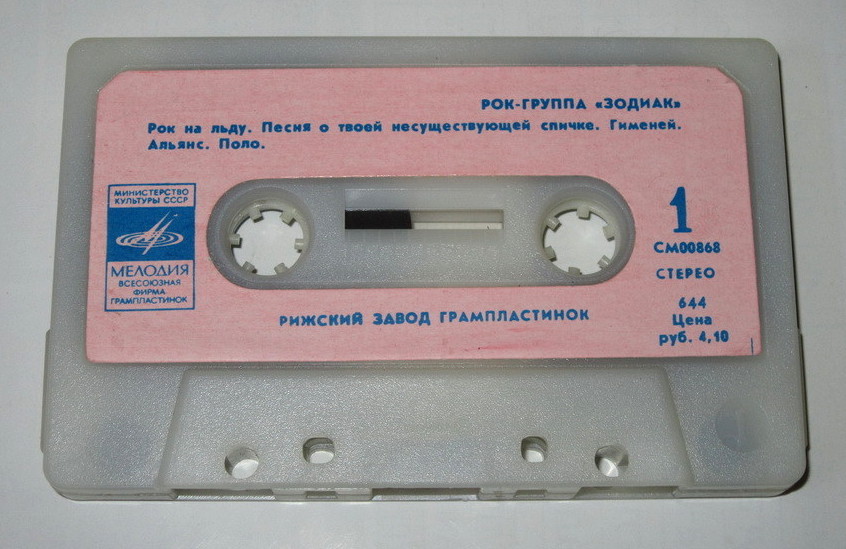 РОК-ГРУППА «ЗОДИАК»
Рок на льду. Песня о твоей несуществующей спичке. Гименей.
Альянс. Поло.
МИНИСТЕРСТВО
КУЛЬТУРЫ СССР
МЕЛОДИЯ
ВСЕСОЮЗНАЯ
ФИРМА
ГРАМПЛАСТИНОК
1
СМ00868
СТЕРЕО
644
Цена
руб. 4,10
РИЖСКИЙ ЗАВОД ГРАМПЛАСТИНОК